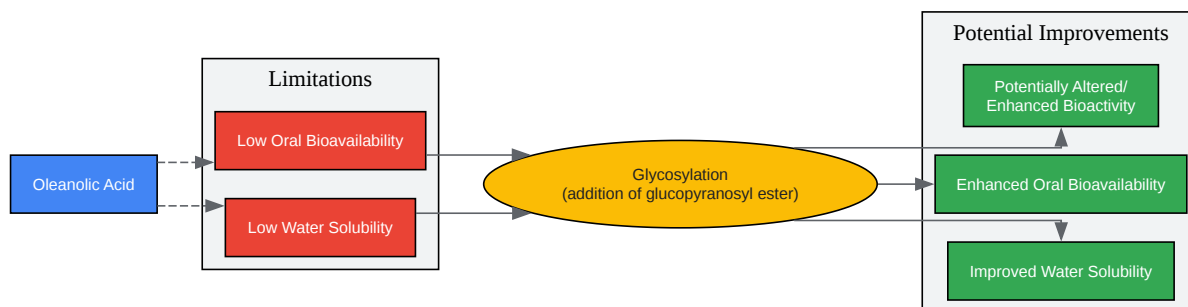 Oleanolic Acid
Limitations
Low Oral Bioavailability
Low Water Solubility
Glycosylation
(addition of glucopyranosyl ester)
Potential Improvements
Potentially Altered/
Enhanced Bioactivity
Enhanced Oral Bioavailability
Improved Water Solubility